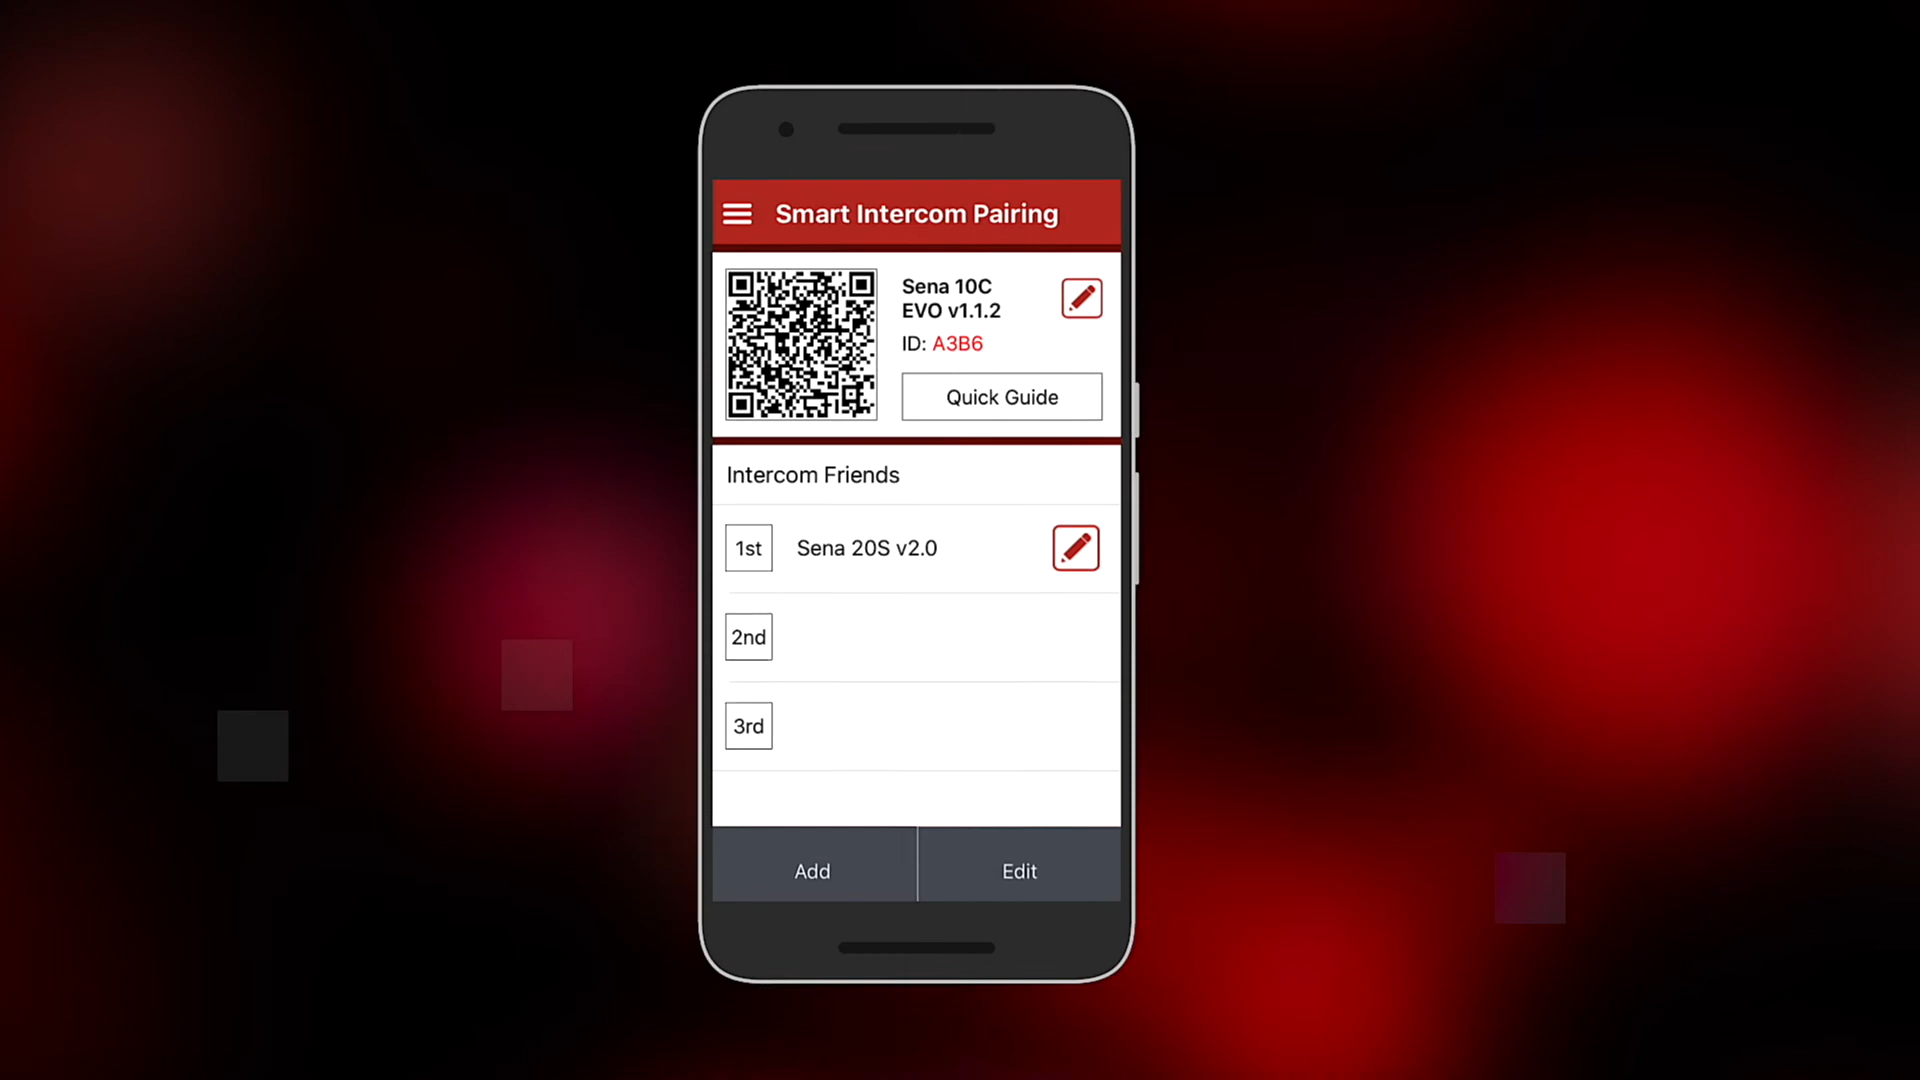 Smart Intercom Pairing
Sena 10C
EVO v1.1.2
ID: A3B6
Quick Guide
Intercom Friends
1st
Sena 20S v2.0
2nd
3rd
Add
Edit